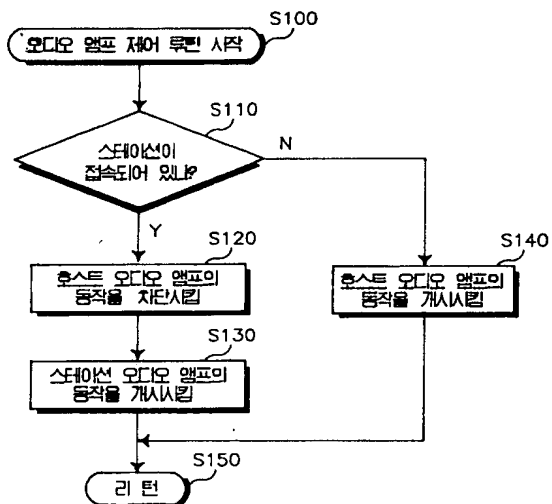 S100
오디오 앰프 제어 루틴 시작
S110
스테이션이
접속되어 있나?
N
Y
S120
호스트 오디오 앰프의
동작을 차단시킴
S140
호스트 오디오 앰프의
동작을 개시시킴
S130
스테이션 오디오 앰프의
동작을 개시시킴
S150
리 턴